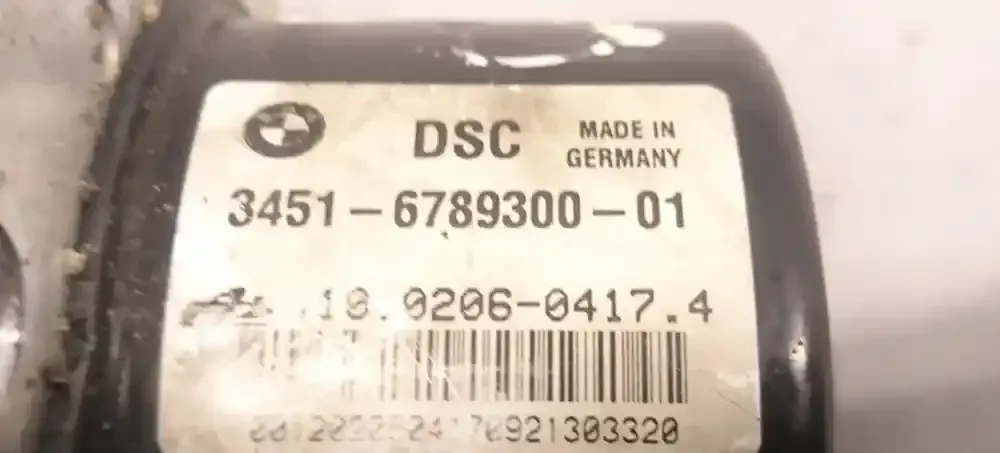 DSC MADE IN
GERMANY
3451-6789300-01
10.0206-0417.4